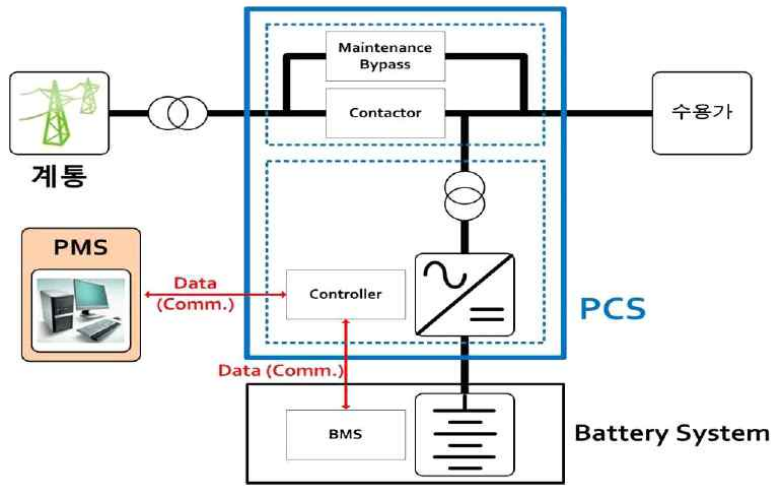 Maintenance
Bypass
Contactor
계통
수용가
PMS
Data
(Comm.)
Controller
PCS
Data (Comm.)
BMS
Battery System